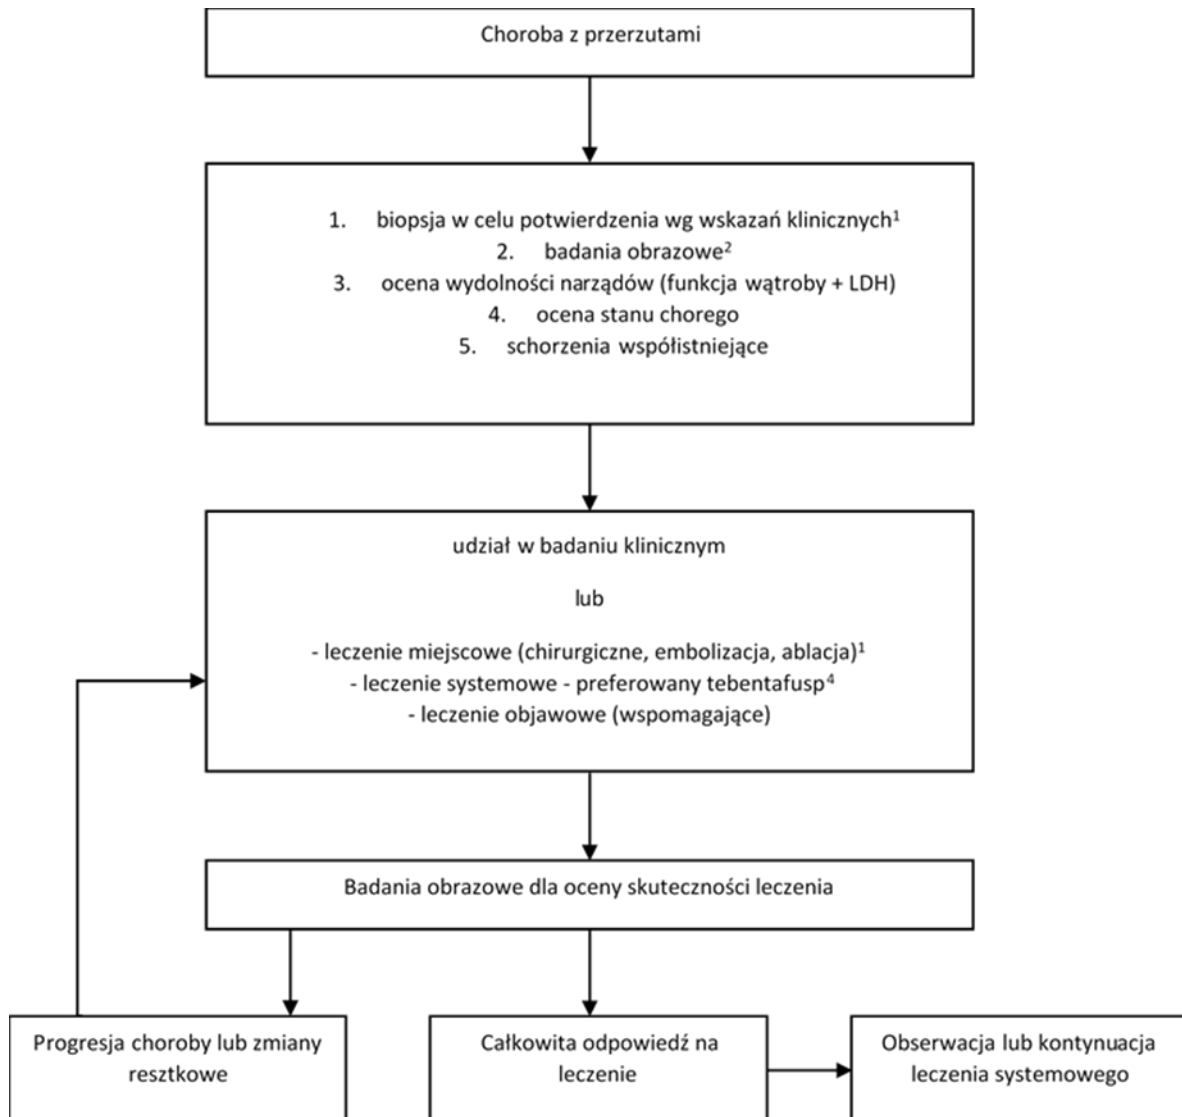 Choroba z przerzutami
1. biopsja w celu potwierdzenia wg wskazań klinicznych¹
2. badania obrazowe²
3. ocena wydolności narządów (funkcja wątroby + LDH)
4. ocena stanu chorego
5. schorzenia współistniejące
udział w badaniu klinicznym
lub
- leczenie miejscowe (chirurgiczne, embolizacja, ablacja)¹
- leczenie systemowe - preferowany tebentafusp⁴
- leczenie objawowe (wspomagające)
Badania obrazowe dla oceny skuteczności leczenia
Progresja choroby lub zmiany
resztkowe
Całkowita odpowiedź na
leczenie
Obserwacja lub kontynuacja
leczenia systemowego